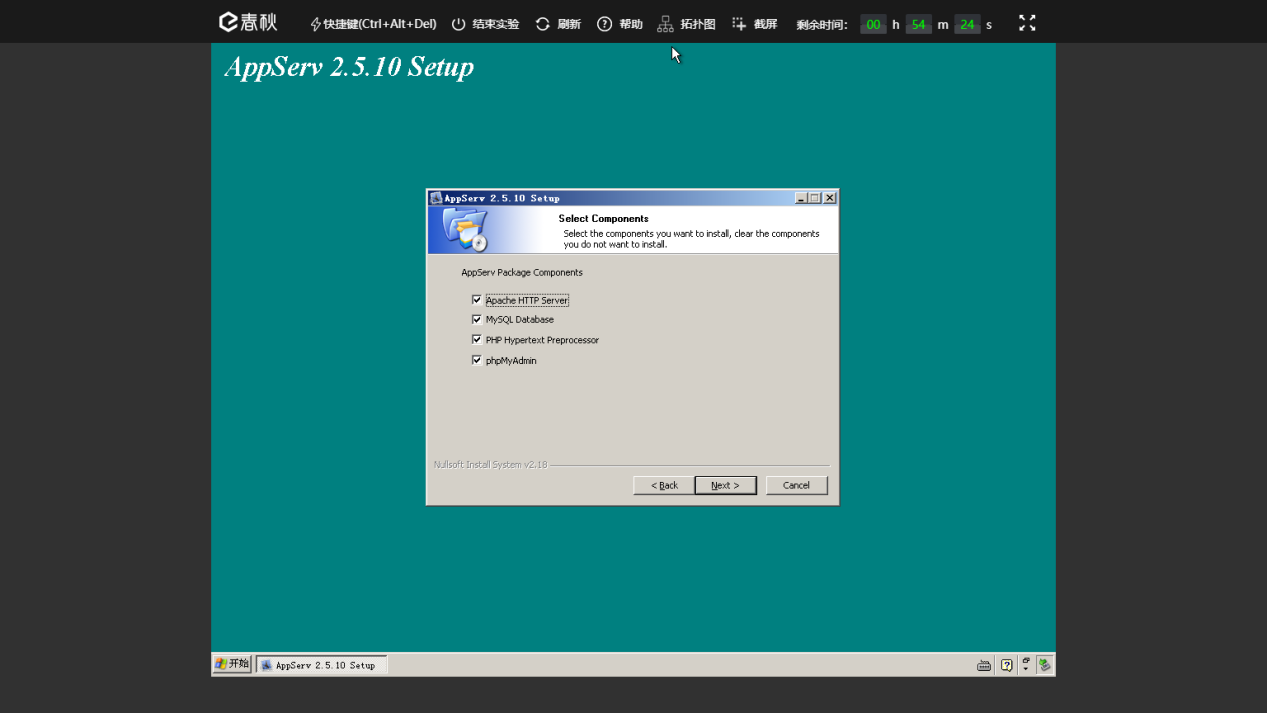 春秋 快捷键(Ctrl+Alt+Del) 结束实验 刷新 帮助 拓扑图 截屏 剩余时间: 00 h 54 m 24 s
AppServ 2.5.10 Setup
AppServ 2.5.10 Setup
Select Components
Select the components you want to install, clear the components
you do not want to install.
AppServ Package Components
Apache HTTP Server
MySQL Database
PHP Hypertext Preprocessor
phpMyAdmin
Nullsoft Install System v2.18
< Back Next > Cancel
开始 AppServ 2.5.10 Setup